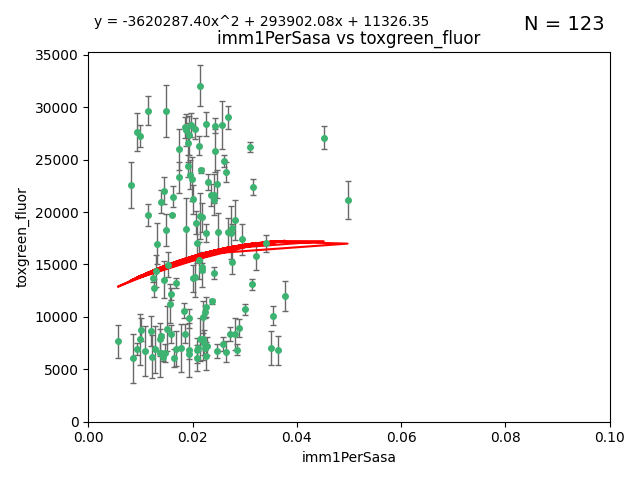 y = -3620287.40x^2 + 293902.08x + 11326.35
N = 123
imm1PerSasa vs toxgreen_fluor
35000
30000
25000
20000
15000
10000
5000
0
toxgreen_fluor
0.00 0.02 0.04 0.06 0.08 0.10
imm1PerSasa